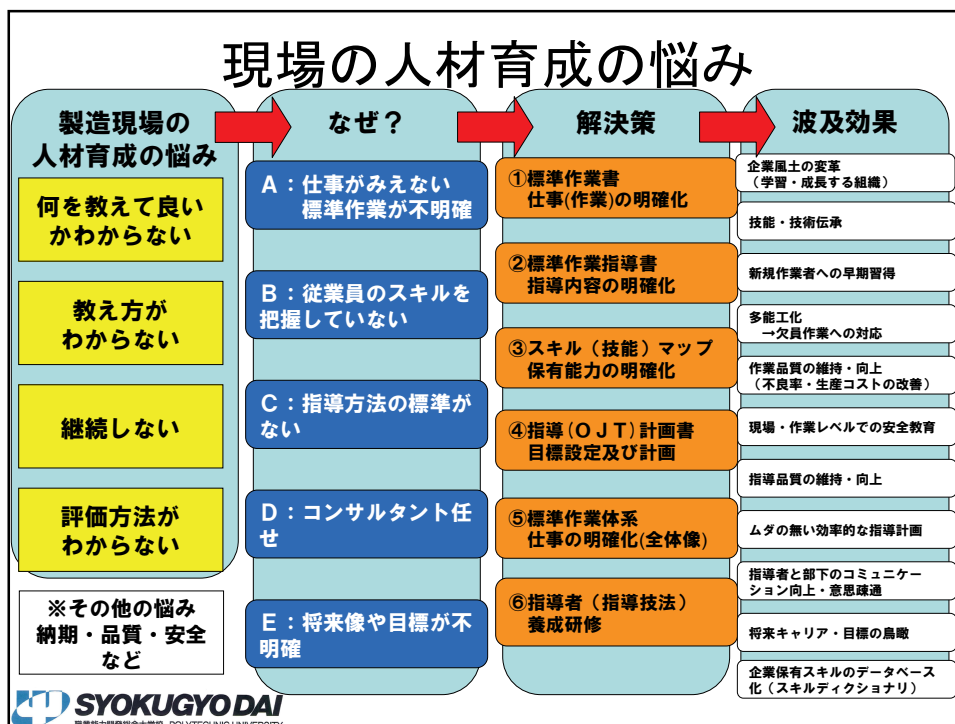 現場の人材育成の悩み
製造現場の
人材育成の悩み
何を教えて良い
かわからない
教え方が
わからない
継続しない
評価方法が
わからない
※その他の悩み
納期・品質・安全
など
なぜ？
A：仕事がみえない
標準作業が不明確
B：従業員のスキルを
把握していない
C：指導方法の標準が
ない
D：コンサルタント任
せ
E：将来像や目標が不
明確
解決策
①標準作業書
仕事(作業)の明確化
②標準作業指導書
指導内容の明確化
③スキル（技能）マップ
保有能力の明確化
④指導(ＯＪＴ)計画書
目標設定及び計画
⑤標準作業体系
仕事の明確化(全体像)
⑥指導者（指導技法）
養成研修
波及効果
企業風土の変革
（学習・成長する組織）
技能・技術伝承
新規作業者への早期習得
多能工化
→欠員作業への対応
作業品質の維持・向上
（不良率・生産コストの改善）
現場・作業レベルでの安全教育
指導品質の維持・向上
ムダの無い効率的な指導計画
指導者と部下のコミュニケー
ション向上・意思疎通
将来キャリア・目標の鳥瞰
企業保有スキルのデータベース
化（スキルディクショナリ）
SYOKUGYO DAI
職業能力開発総合大学校 POLYTECHNIC UNIVERSITY